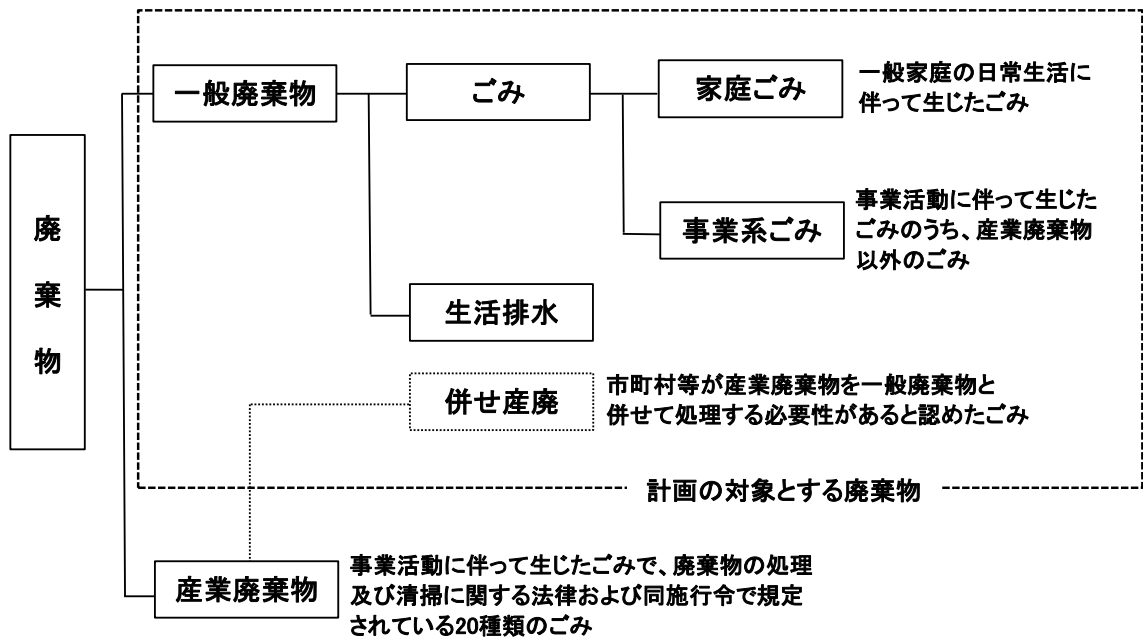 廃棄物
一般廃棄物
ごみ
家庭ごみ
一般家庭の日常生活に
伴って生じたごみ
事業系ごみ
事業活動に伴って生じた
ごみのうち、産業廃棄物
以外のごみ
生活排水
併せ産廃
市町村等が産業廃棄物を一般廃棄物と
併せて処理する必要性があると認めたごみ
計画の対象とする廃棄物
産業廃棄物
事業活動に伴って生じたごみで、廃棄物の処理
及び清掃に関する法律および同施行令で規定
されている20種類のごみ